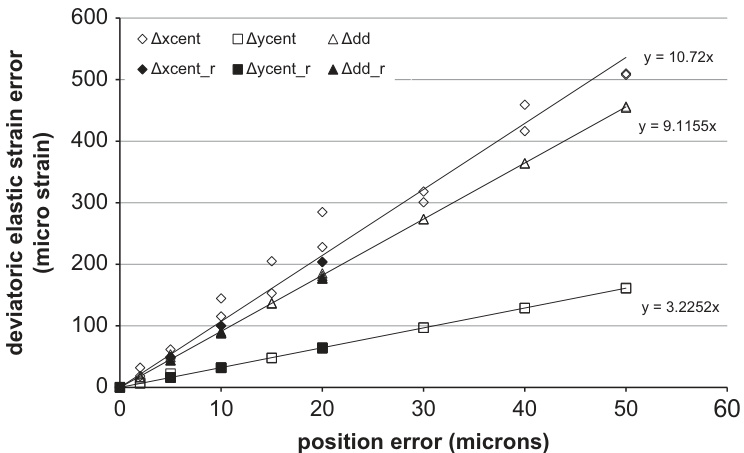 600
500
400
300
200
100
0
deviatoric elastic strain error
(micro strain)
Δxcent Δycent Δdd
Δxcent_r Δycent_r Δdd_r
y = 10.72x
y = 9.1155x
y = 3.2252x
0 10 20 30 40 50 60
position error (microns)